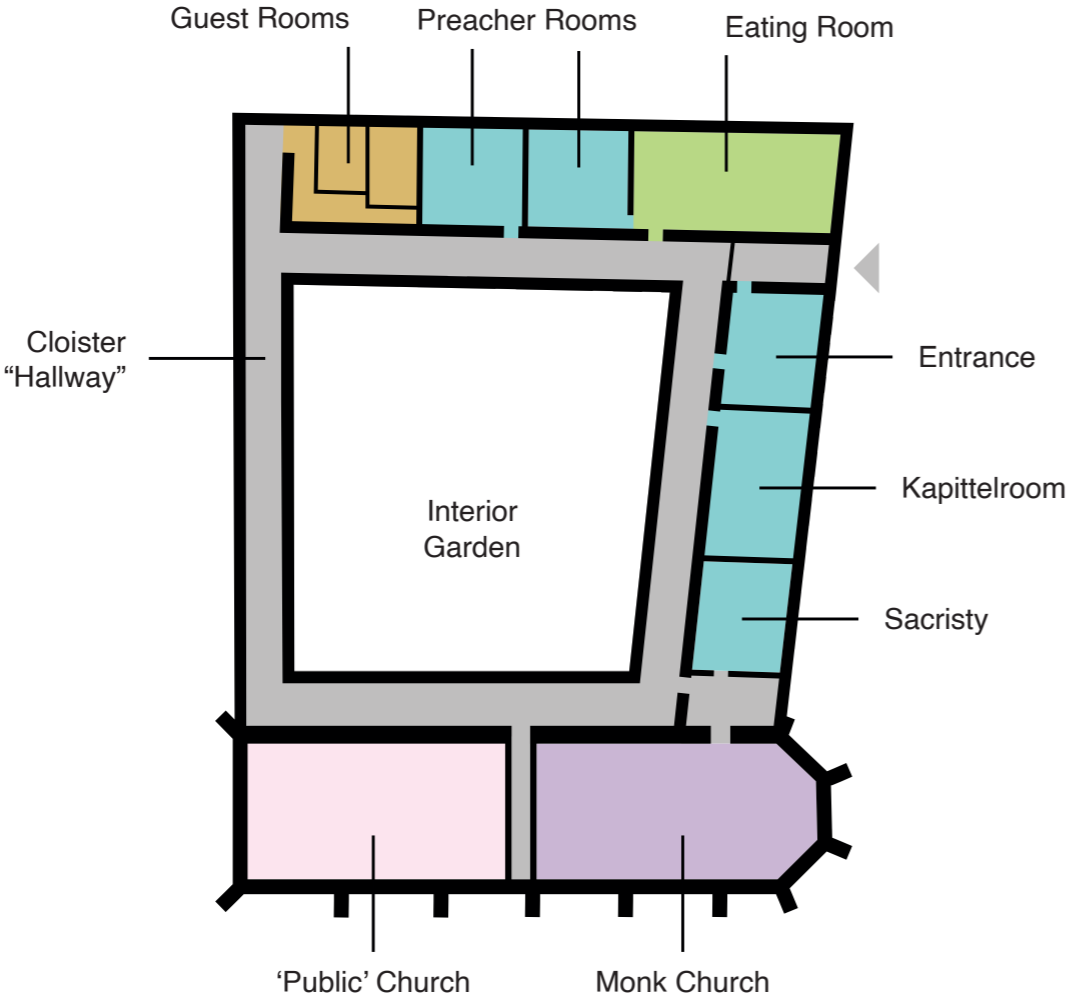 Guest Rooms
Preacher Rooms
Eating Room
Cloister
“Hallway”
Entrance
Kapittelroom
Interior
Garden
Sacristy
‘Public’ Church
Monk Church